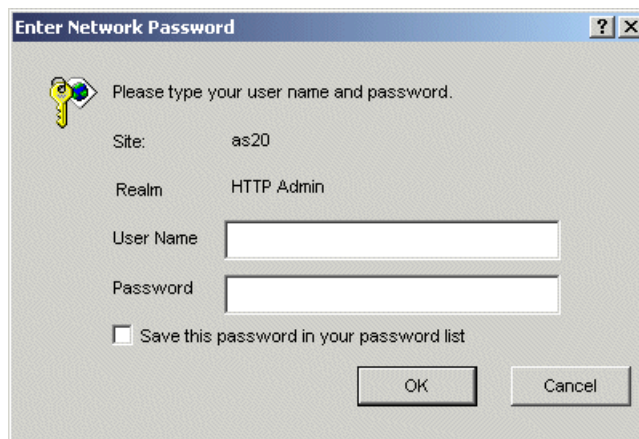 Enter Network Password
Please type your user name and password.
Site: as20
Realm HTTP Admin
User Name
Password
Save this password in your password list
OK Cancel